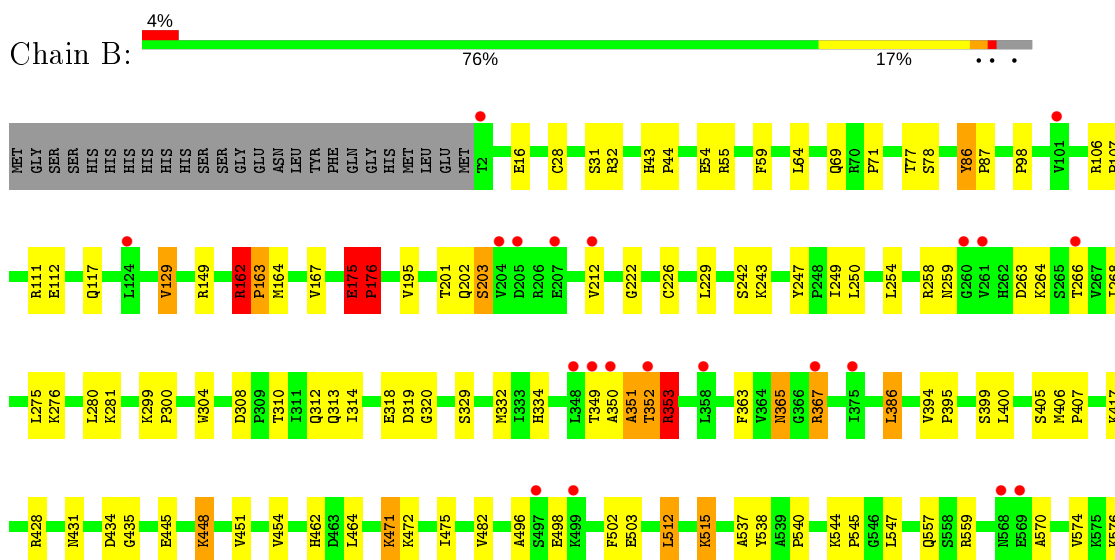 4%
Chain B:
76% 17%
MET GLY SER SER HIS HIS HIS HIS HIS HIS SER SER GLY GLU ASN LEU TYR PHE GLN GLY HIS MET LEU GLU MET T2 E16 C28 S31 R32 H43 P44 E54 R55 F59 L64 Q69 R70 P71 T77 S78 Y86 P87 P98 V101 R106 P107
R111 E112 Q117 L124 V129 R149 R162 P163 M164 V167 E175 P176 V195 T201 Q202 S203 V204 D205 R206 E207 V212 G222 C226 L229 S242 K243 Y247 P248 I249 L250 L254 R258 N259 G260 V261 H262 D263 K264 S265 T266 V267
L275 K276 L280 K281 K299 P300 W304 D308 P309 T310 I311 Q312 Q313 I314 E318 D319 G320 S329 M332 I333 H334 L348 T349 A350 A351 T352 R353 L358 F363 V364 N365 G366 R367 I375 L386 V394 P395 S399 L400 S405 M406 P407 K417
R428 N431 D434 G435 E445 K448 V451 V454 H462 D463 L464 K471 K472 I475 V482 A496 S497 E498 K499 F502 E503 L512 K515 A537 Y538 A539 P540 K544 P545 G546 L547 Q557 S558 R559 N568 E569 A570 V574 K575